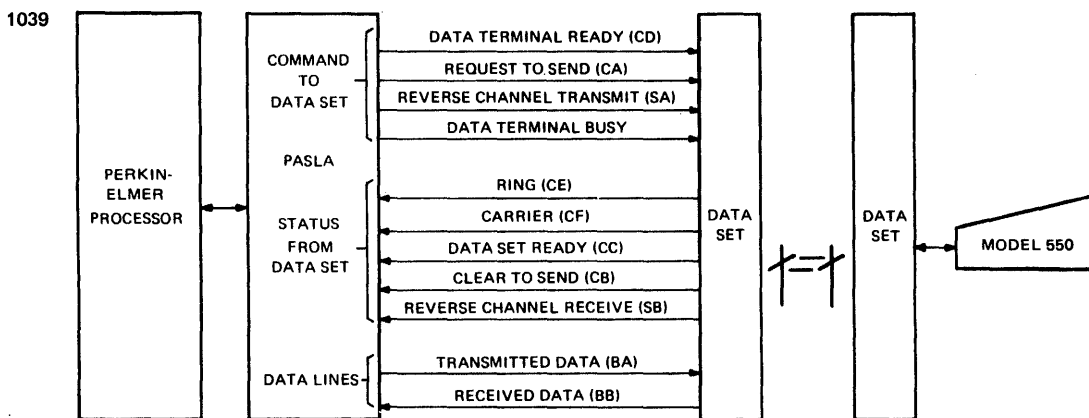 1039
PERKIN-
ELMER
PROCESSOR
COMMAND
TO
DATA SET
PASLA
STATUS
FROM
DATA SET
DATA LINES
DATA TERMINAL READY (CD)
REQUEST TO SEND (CA)
REVERSE CHANNEL TRANSMIT (SA)
DATA TERMINAL BUSY
RING (CE)
CARRIER (CF)
DATA SET READY (CC)
CLEAR TO SEND (CB)
REVERSE CHANNEL RECEIVE (SB)
TRANSMITTED DATA (BA)
RECEIVED DATA (BB)
DATA
SET
DATA
SET
MODEL 550